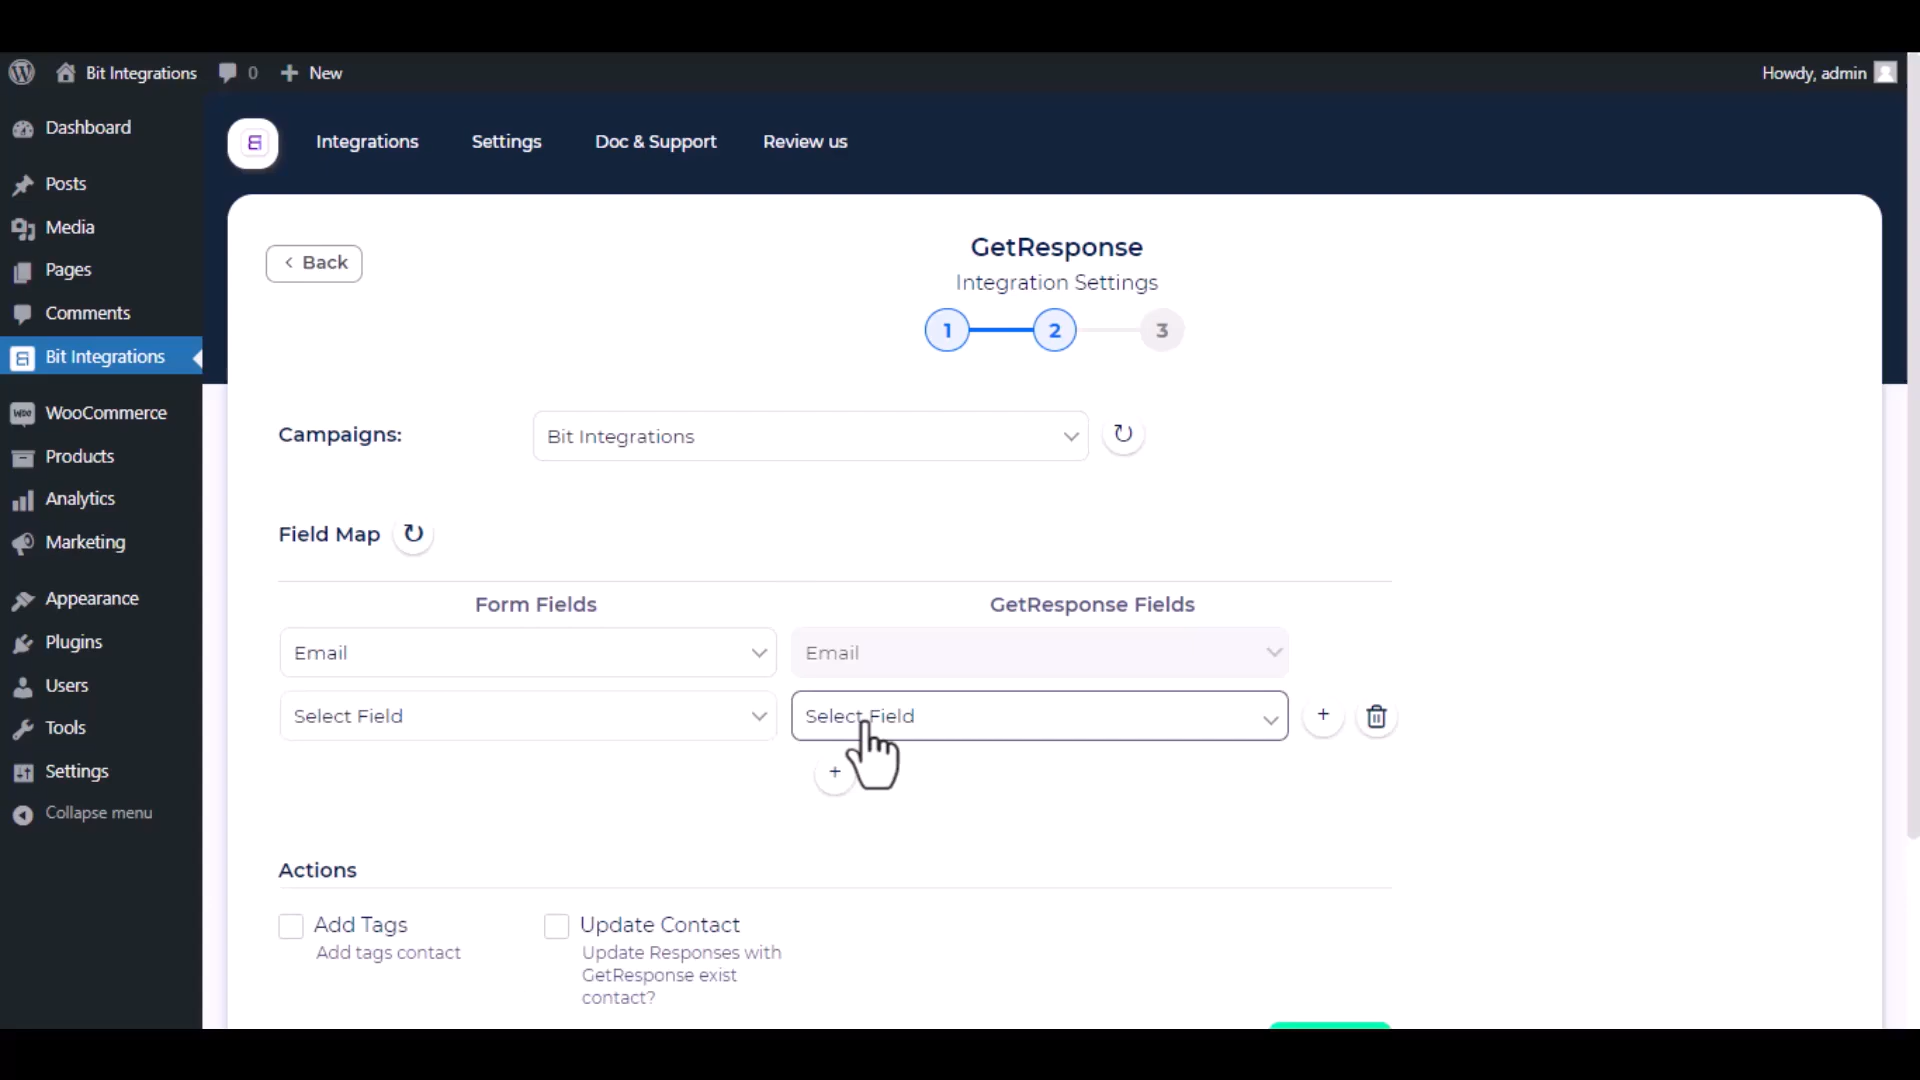 Bit Integrations 0 + New Howdy, admin
Dashboard
Posts
Media
Pages
Comments
Bit Integrations
WooCommerce
Products
Analytics
Marketing
Appearance
Plugins
Users
Tools
Settings
Collapse menu
Integrations Settings Doc & Support Review us
< Back
GetResponse
Integration Settings
1 2 3
Campaigns: Bit Integrations
Field Map
Form Fields GetResponse Fields
Email Email
Select Field Select Field +
+
Actions
Add Tags
Add tags contact
Update Contact
Update Responses with
GetResponse exist
contact?